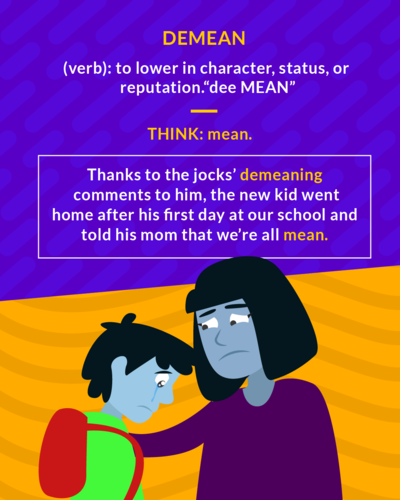 DEMEAN
(verb): to lower in character, status, or
reputation.“dee MEAN”
THINK: mean.
Thanks to the jocks’ demeaning
comments to him, the new kid went
home after his first day at our school and
told his mom that we’re all mean.